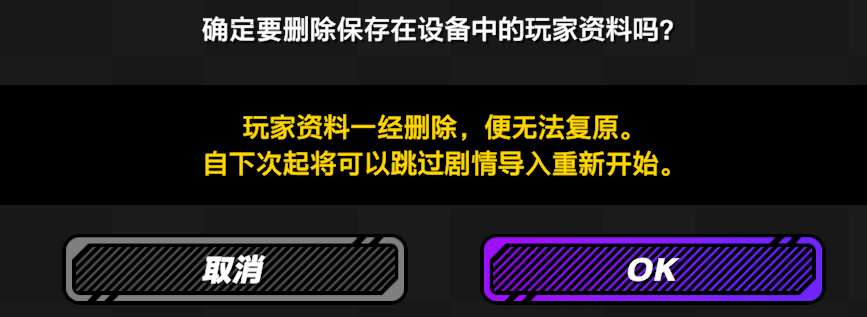 确定要删除保存在设备中的玩家资料吗?
玩家资料一经删除，便无法复原。
自下次起将可以跳过剧情导入重新开始。
取消
OK